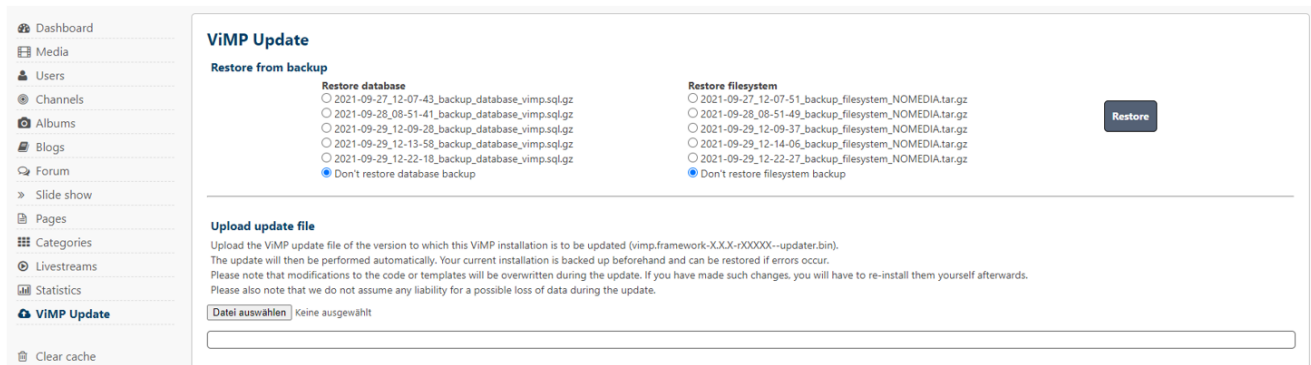 Dashboard
Media
Users
Channels
Albums
Blogs
Forum
Slide show
Pages
Categories
Livestreams
Statistics
ViMP Update
Clear cache
ViMP Update
Restore from backup
Restore database
2021-09-27_12-07-43_backup_database_vimp.sql.gz
2021-09-28_08-51-41_backup_database_vimp.sql.gz
2021-09-29_12-09-28_backup_database_vimp.sql.gz
2021-09-29_12-13-58_backup_database_vimp.sql.gz
2021-09-29_12-22-18_backup_database_vimp.sql.gz
Don't restore database backup
Restore filesystem
2021-09-27_12-07-51_backup_filesystem_NOMEDIA.tar.gz
2021-09-28_08-51-49_backup_filesystem_NOMEDIA.tar.gz
2021-09-29_12-09-37_backup_filesystem_NOMEDIA.tar.gz
2021-09-29_12-14-06_backup_filesystem_NOMEDIA.tar.gz
2021-09-29_12-22-27_backup_filesystem_NOMEDIA.tar.gz
Don't restore filesystem backup
Restore
Upload update file
Upload the ViMP update file of the version to which this ViMP installation is to be updated (vimp.framework-X.X.X-rXXXXX--updater.bin).
The update will then be performed automatically. Your current installation is backed up beforehand and can be restored if errors occur.
Please note that modifications to the code or templates will be overwritten during the update. If you have made such changes, you will have to re-install them yourself afterwards.
Please also note that we do not assume any liability for a possible loss of data during the update.
Datei auswählen Keine ausgewählt